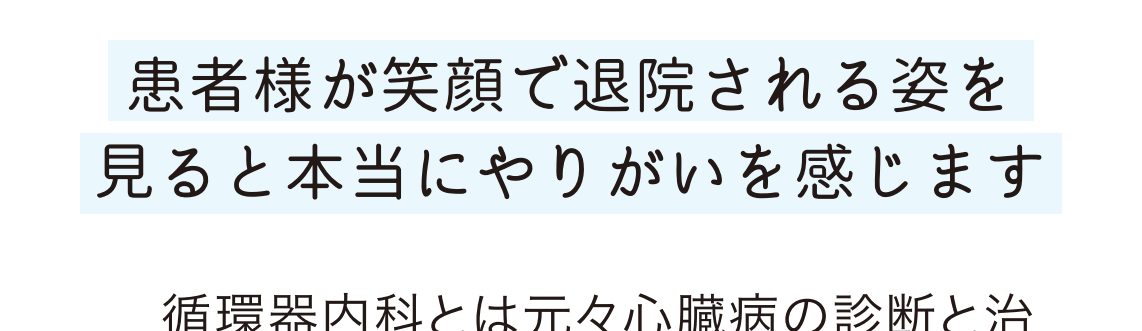 患者様が笑顔で退院される姿を
見ると本当にやりがいを感じます
循環器内科とは元々心臓病の診断と治